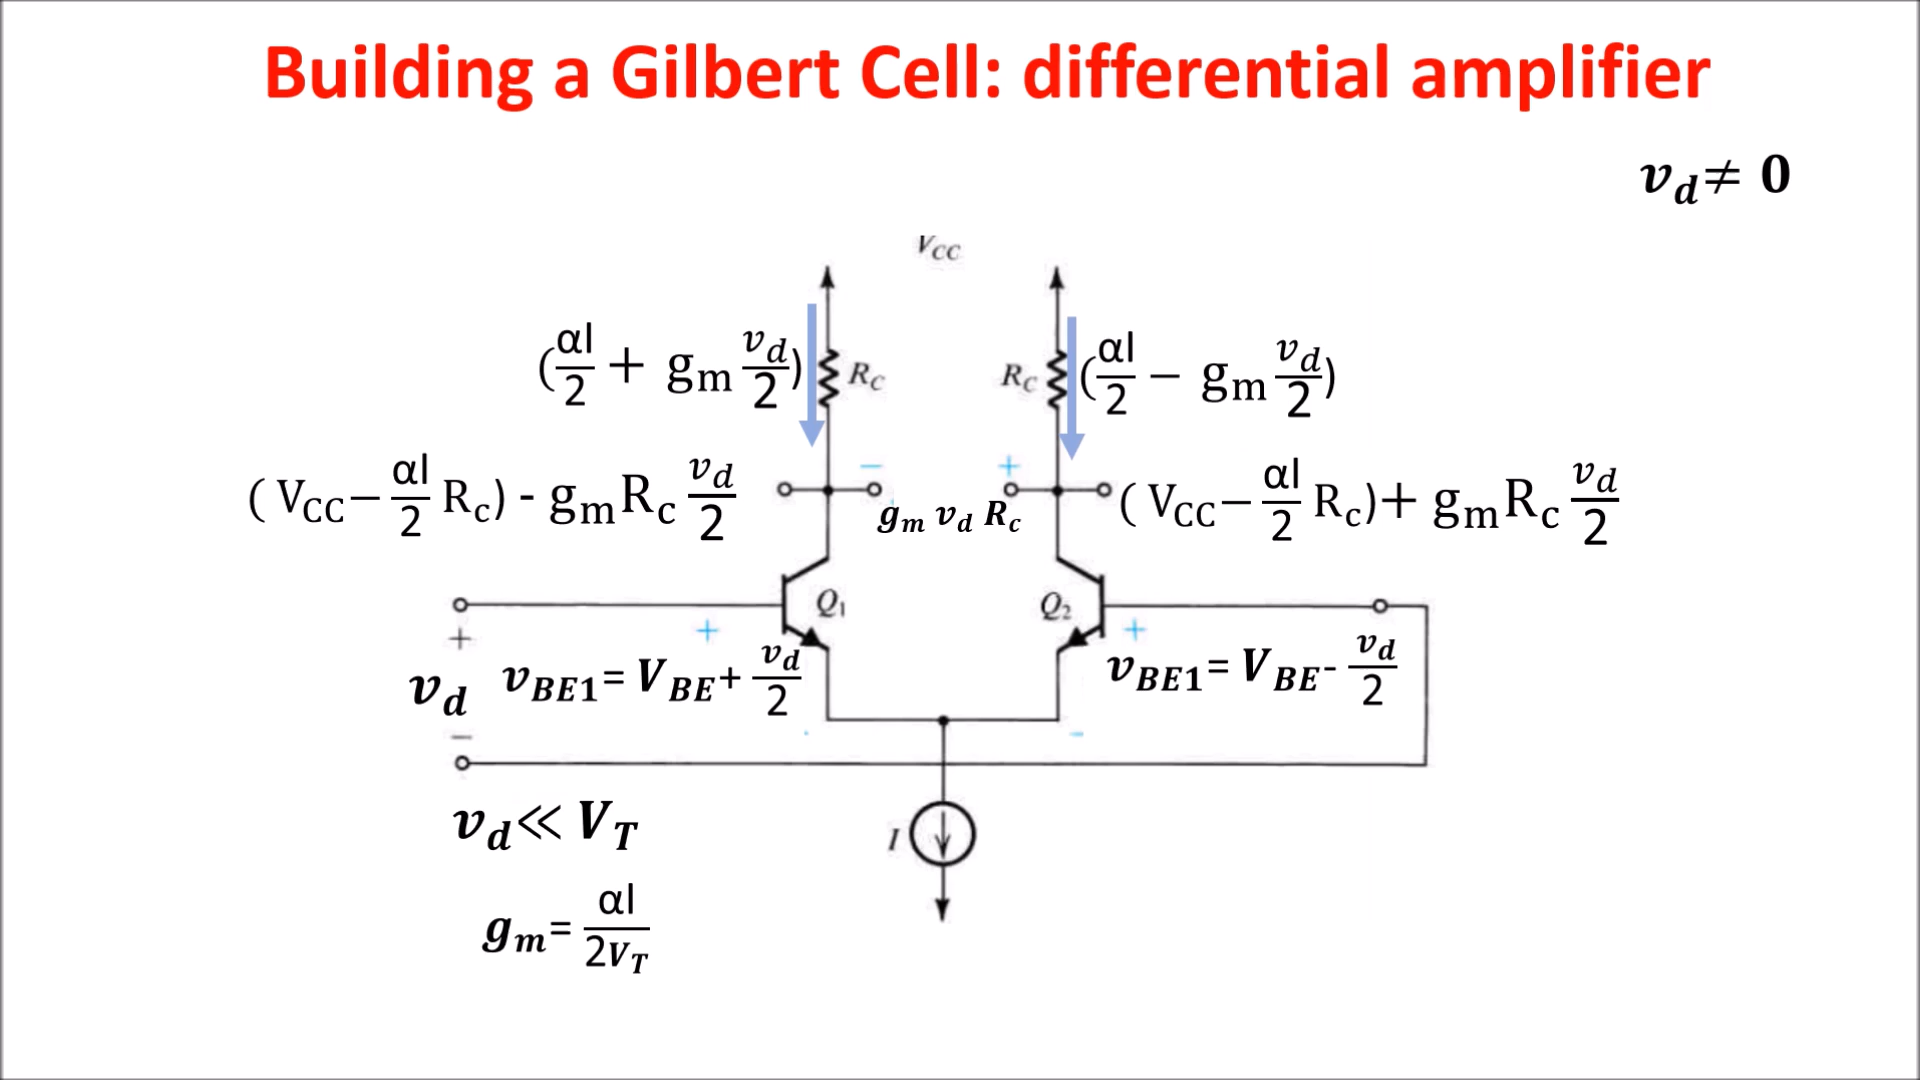 Building a Gilbert Cell: differential amplifier
v_d ≠ 0
V_CC
(αI/2 + g_m v_d/2)
R_C
R_C
(αI/2 − g_m v_d/2)
− +
( V_CC − αI/2 R_c) - g_m R_c v_d/2
g_m v_d R_c
( V_CC − αI/2 R_c)+ g_m R_c v_d/2
Q_1
Q_2
+ + +
v_d
v_BE1 = V_BE + v_d/2
v_BE1 = V_BE - v_d/2
− -
v_d ≪ V_T
I
g_m = αI/2V_T